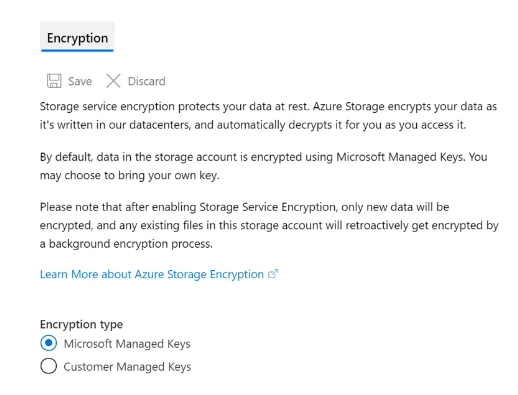 Encryption
Save Discard
Storage service encryption protects your data at rest. Azure Storage encrypts your data as
it's written in our datacenters, and automatically decrypts it for you as you access it.
By default, data in the storage account is encrypted using Microsoft Managed Keys. You
may choose to bring your own key.
Please note that after enabling Storage Service Encryption, only new data will be
encrypted, and any existing files in this storage account will retroactively get encrypted by
a background encryption process.
Learn More about Azure Storage Encryption
Encryption type
Microsoft Managed Keys
Customer Managed Keys